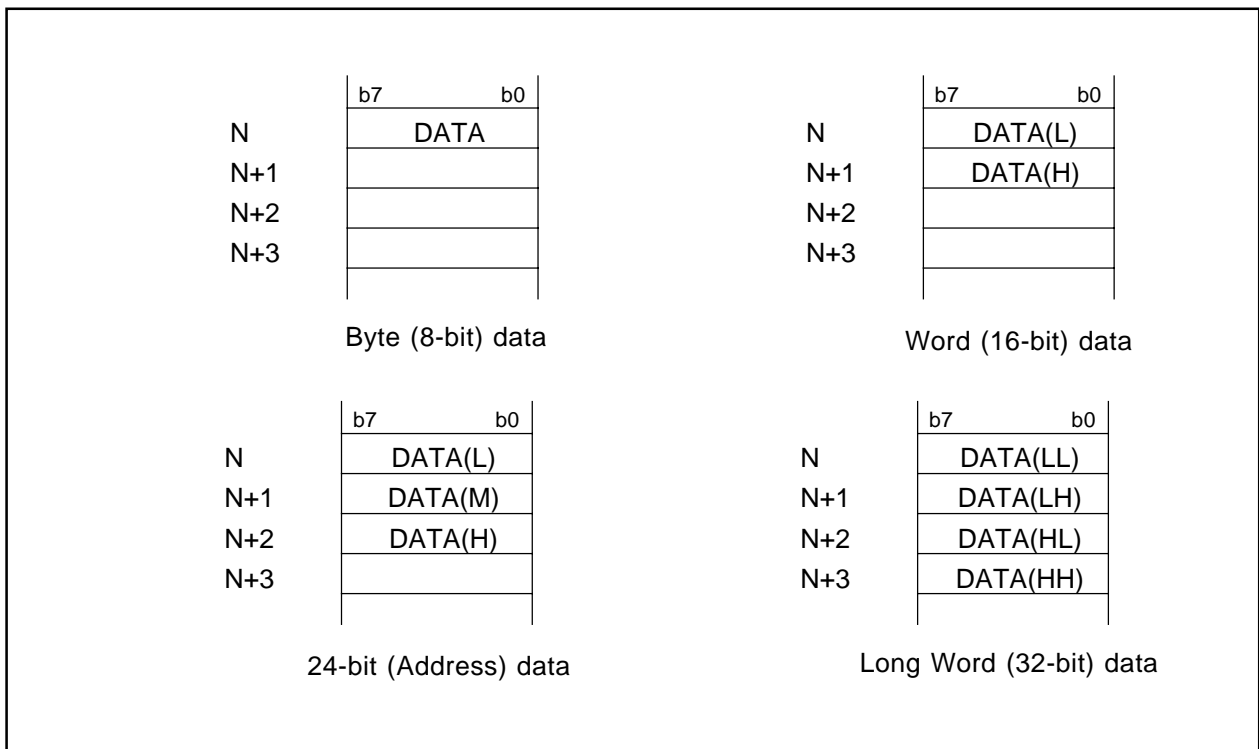 b7 b0
N DATA
N+1
N+2
N+3
Byte (8-bit) data
b7 b0
N DATA(L)
N+1 DATA(H)
N+2
N+3
Word (16-bit) data
b7 b0
N DATA(L)
N+1 DATA(M)
N+2 DATA(H)
N+3
24-bit (Address) data
b7 b0
N DATA(LL)
N+1 DATA(LH)
N+2 DATA(HL)
N+3 DATA(HH)
Long Word (32-bit) data